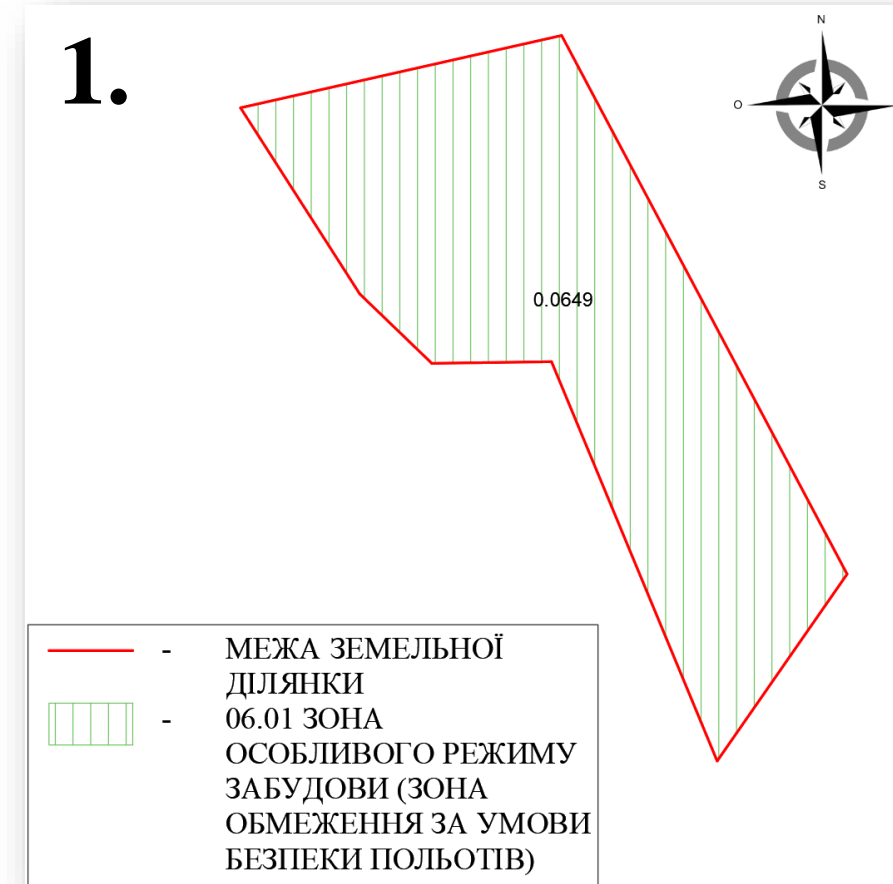 1.
N
O
S
0.0649
- МЕЖА ЗЕМЕЛЬНОЇ
ДІЛЯНКИ
- 06.01 ЗОНА
ОСОБЛИВОГО РЕЖИМУ
ЗАБУДОВИ (ЗОНА
ОБМЕЖЕННЯ ЗА УМОВИ
БЕЗПЕКИ ПОЛЬОТІВ)